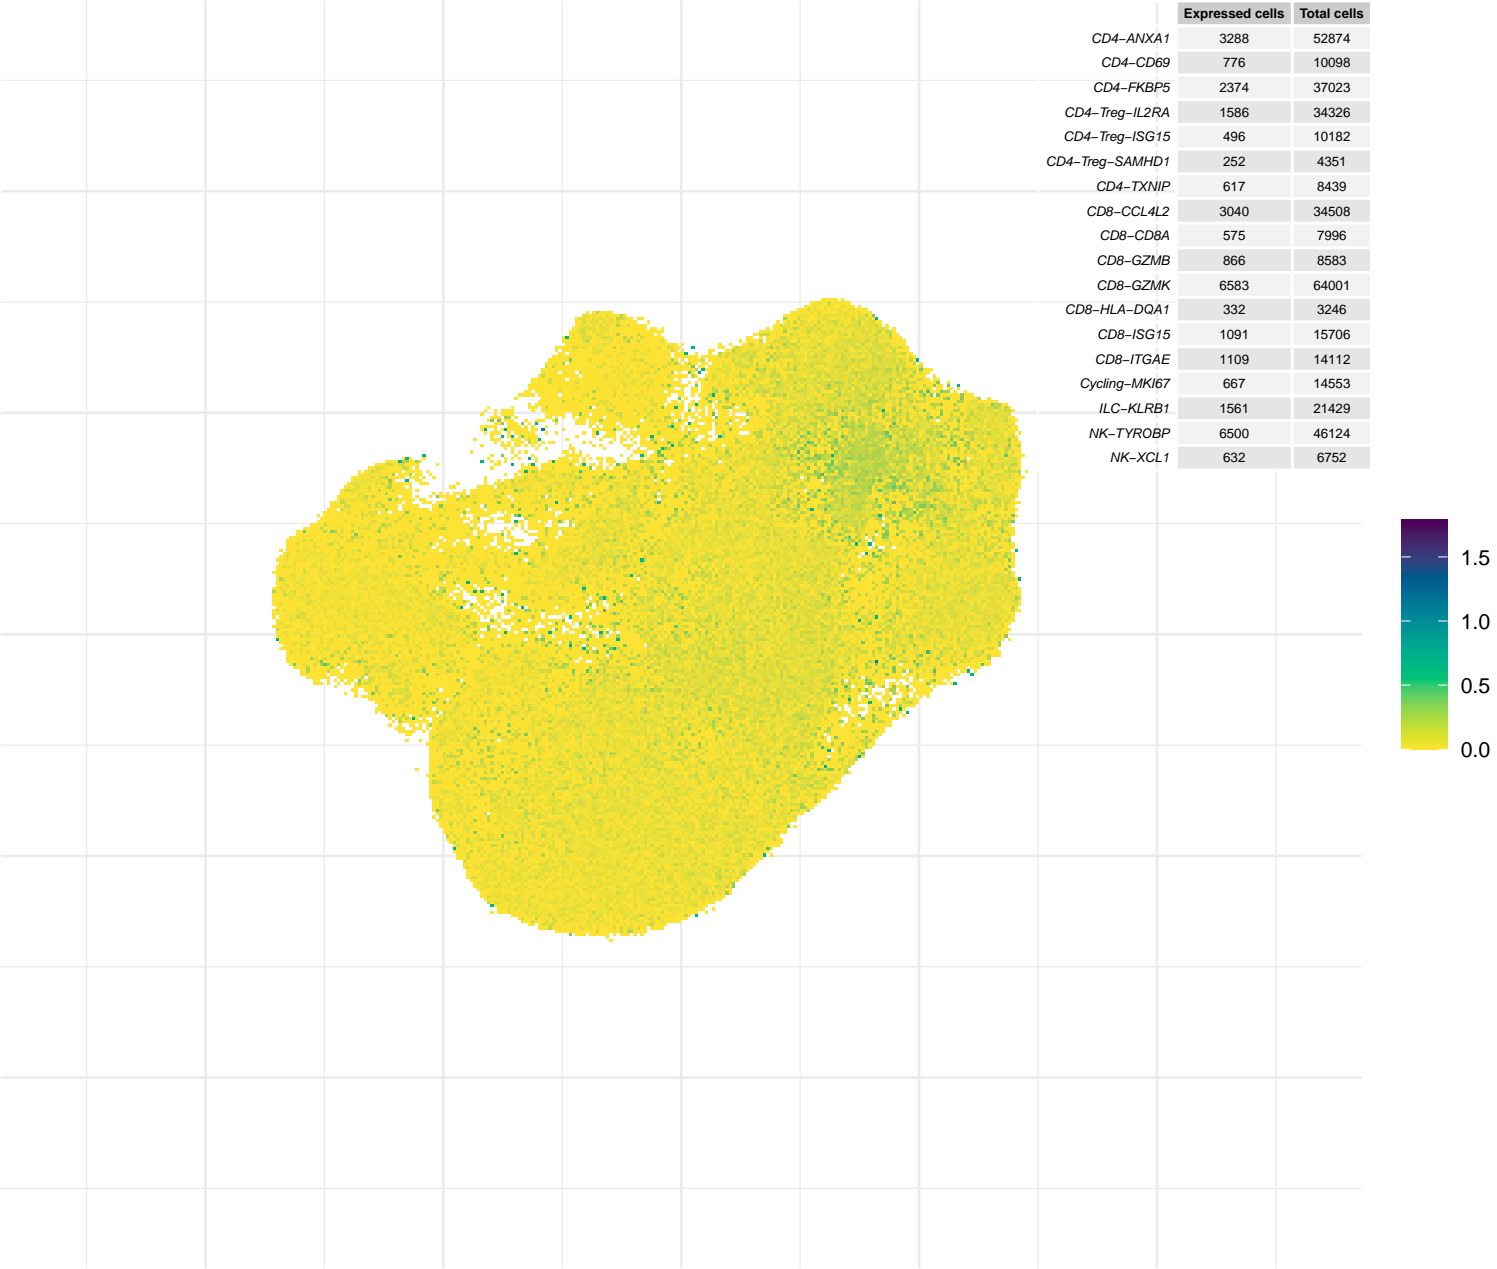 Expressed cells Total cells
CD4−ANXA1 3288 52874
CD4−CD69 776 10098
CD4−FKBP5 2374 37023
CD4−Treg−IL2RA 1586 34326
CD4−Treg−ISG15 496 10182
CD4−Treg−SAMHD1 252 4351
CD4−TXNIP 617 8439
CD8−CCL4L2 3040 34508
CD8−CD8A 575 7996
CD8−GZMB 866 8583
CD8−GZMK 6583 64001
CD8−HLA−DQA1 332 3246
CD8−ISG15 1091 15706
CD8−ITGAE 1109 14112
Cycling−MKI67 667 14553
ILC−KLRB1 1561 21429
NK−TYROBP 6500 46124
NK−XCL1 632 6752
1.5
1.0
0.5
0.0